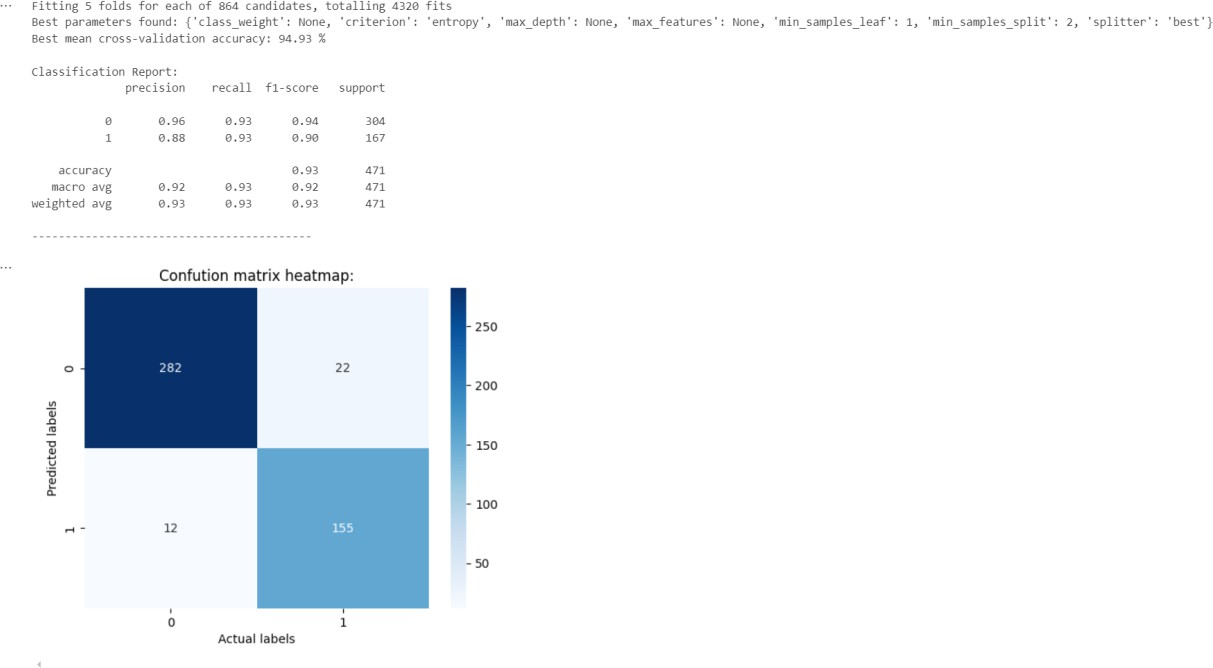 Fitting 5 folds for each of 864 candidates, totalling 4320 fits
Best parameters found: {'class_weight': None, 'criterion': 'entropy', 'max_depth': None, 'max_features': None, 'min_samples_leaf': 1, 'min_samples_split': 2, 'splitter': 'best'}
Best mean cross-validation accuracy: 94.93 %
Classification Report:
precision recall f1-score support
0 0.96 0.93 0.94 304
1 0.88 0.93 0.90 167
accuracy 0.93 471
macro avg 0.92 0.93 0.92 471
weighted avg 0.93 0.93 0.93 471
------------------------------------------
Confution matrix heatmap:
Predicted labels
0
1
282 22
12 155
0 1
Actual labels
250
200
150
100
50